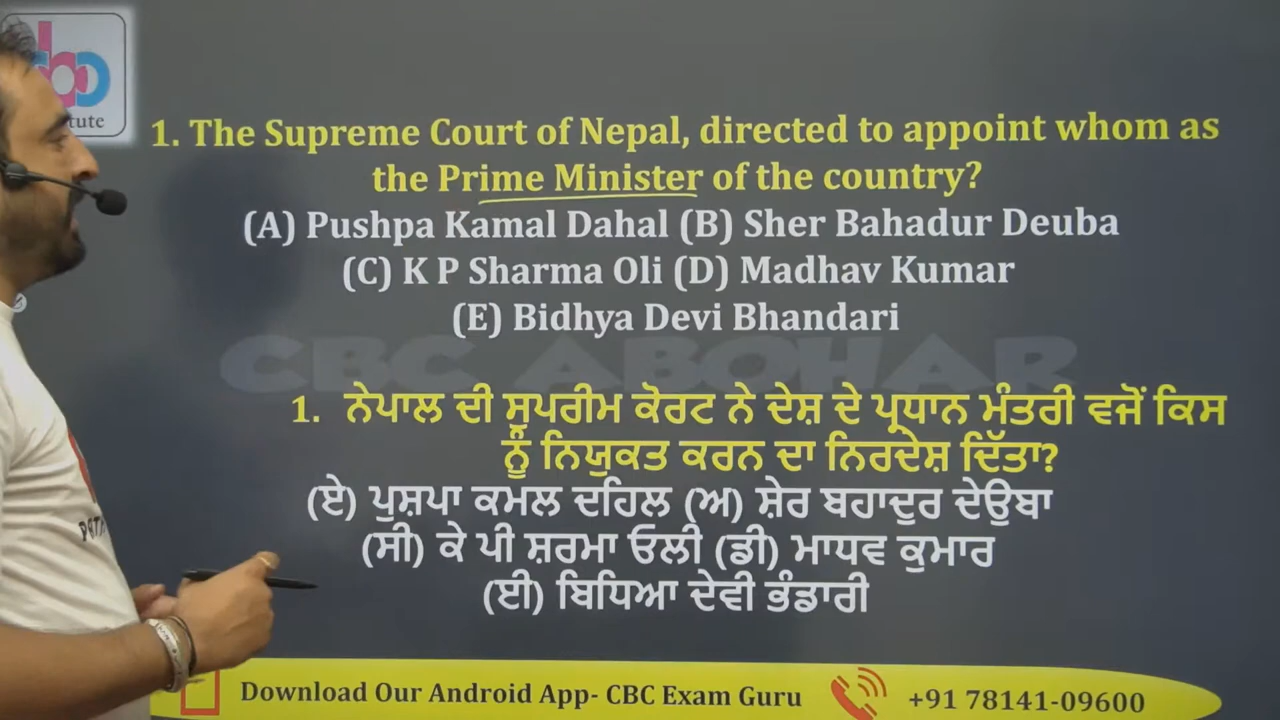 tute
1. The Supreme Court of Nepal, directed to appoint whom as
the Prime Minister of the country?
(A) Pushpa Kamal Dahal (B) Sher Bahadur Deuba
(C) K P Sharma Oli (D) Madhav Kumar
(E) Bidhya Devi Bhandari
CBC ABOHAR
1. ਨੇਪਾਲ ਦੀ ਸੁਪਰੀਮ ਕੋਰਟ ਨੇ ਦੇਸ਼ ਦੇ ਪ੍ਰਧਾਨ ਮੰਤਰੀ ਵਜੋਂ ਕਿਸ
ਨੂੰ ਨਿਯੁਕਤ ਕਰਨ ਦਾ ਨਿਰਦੇਸ਼ ਦਿੱਤਾ?
(ਏ) ਪੁਸ਼ਪਾ ਕਮਲ ਦਹਿਲ (ਅ) ਸ਼ੇਰ ਬਹਾਦੁਰ ਦੇਉਬਾ
(ਸੀ) ਕੇ ਪੀ ਸ਼ਰਮਾ ਓਲੀ (ਡੀ) ਮਾਧਵ ਕੁਮਾਰ
(ਈ) ਬਿਧਿਆ ਦੇਵੀ ਭੰਡਾਰੀ
Download Our Android App- CBC Exam Guru
+91 78141-09600